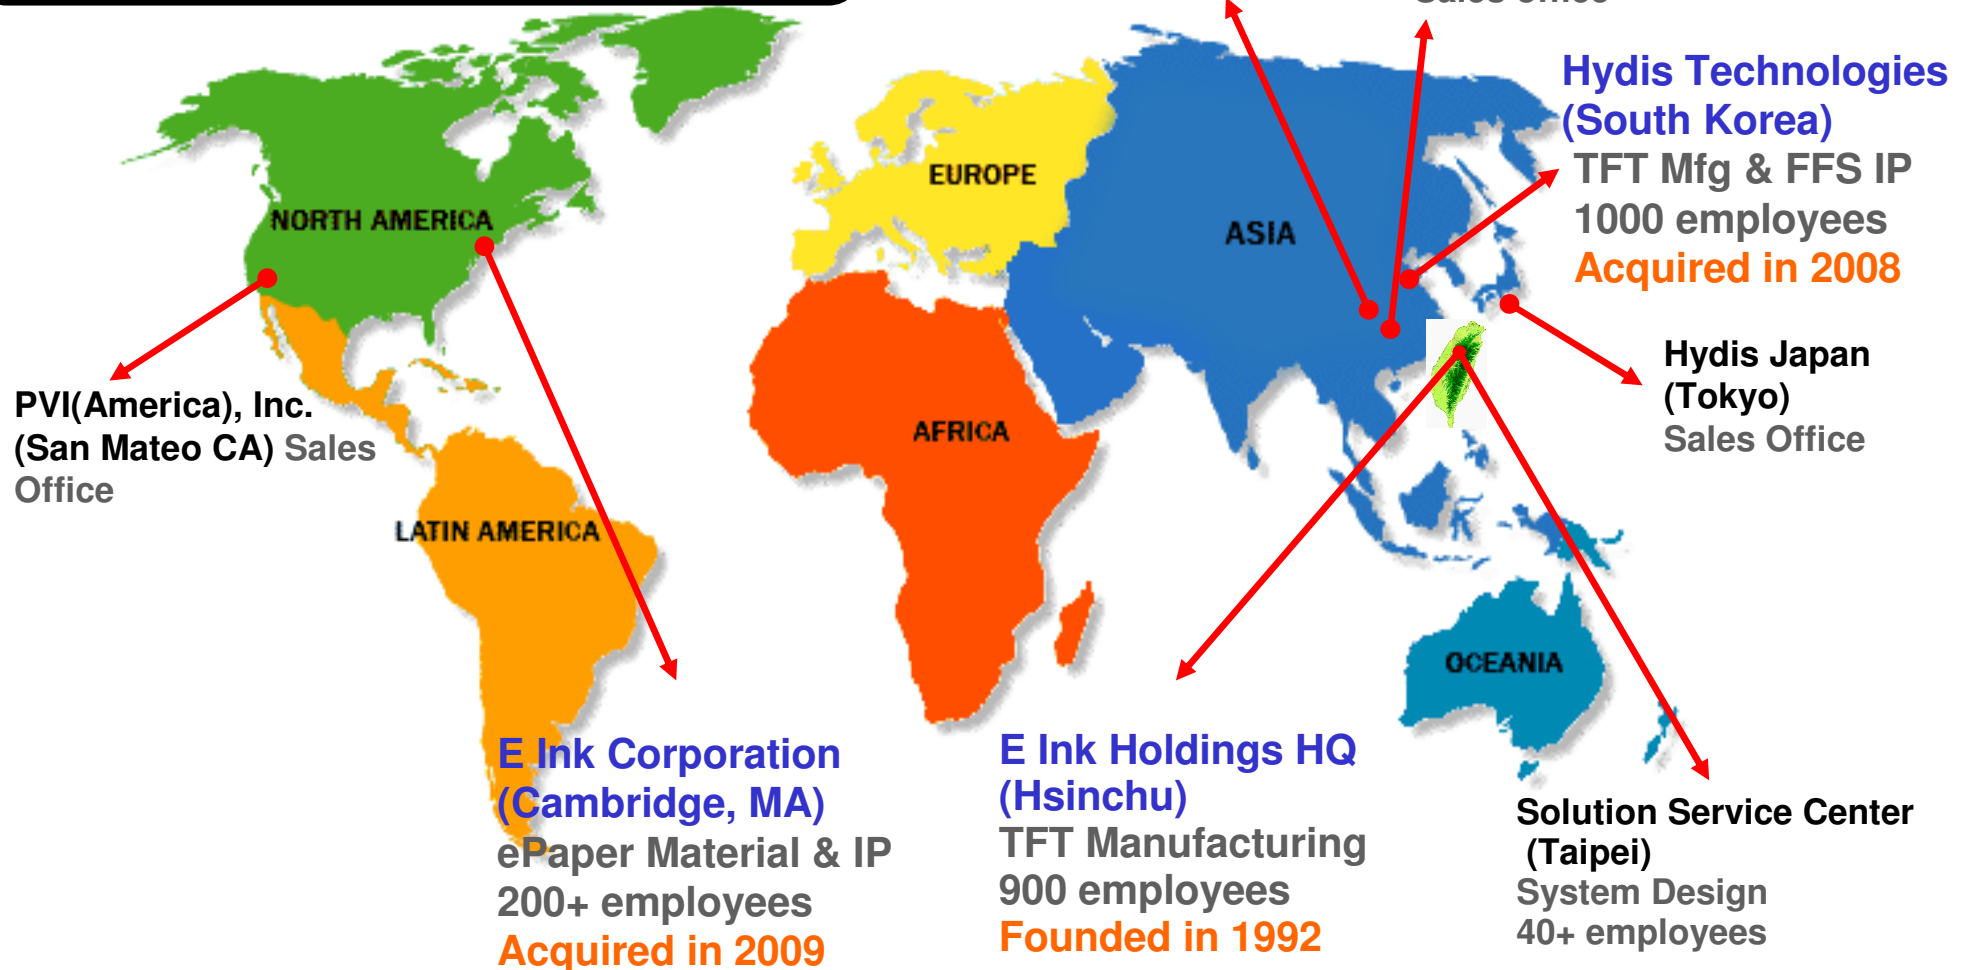 Sales office
Hydis Technologies
(South Korea)
TFT Mfg & FFS IP
1000 employees
Acquired in 2008
EUROPE
NORTH AMERICA
ASIA
Hydis Japan
(Tokyo)
Sales Office
PVI(America), Inc.
(San Mateo CA) Sales
Office
AFRICA
LATIN AMERICA
OCEANIA
E Ink Corporation
(Cambridge, MA)
ePaper Material & IP
200+ employees
Acquired in 2009
E Ink Holdings HQ
(Hsinchu)
TFT Manufacturing
900 employees
Founded in 1992
Solution Service Center
(Taipei)
System Design
40+ employees